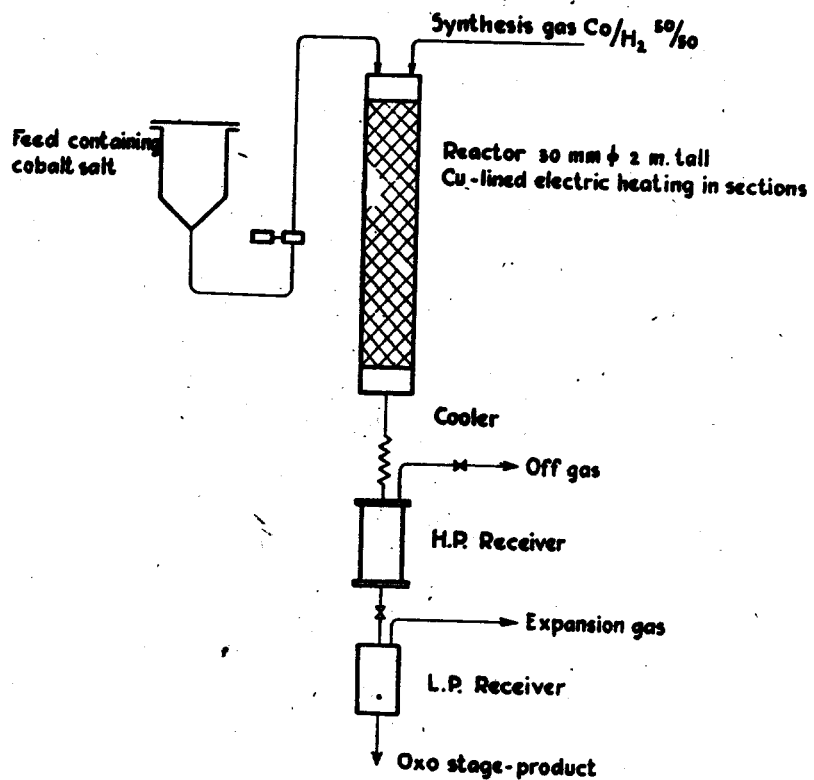 Synthesis gas Co/H₂ 50/50
Feed containing
cobalt salt
Reactor 30 mm ϕ 2 m. tall
Cu-lined electric heating in sections
Cooler
Off gas
H.P. Receiver
Expansion gas
L.P. Receiver
Oxo stage-product